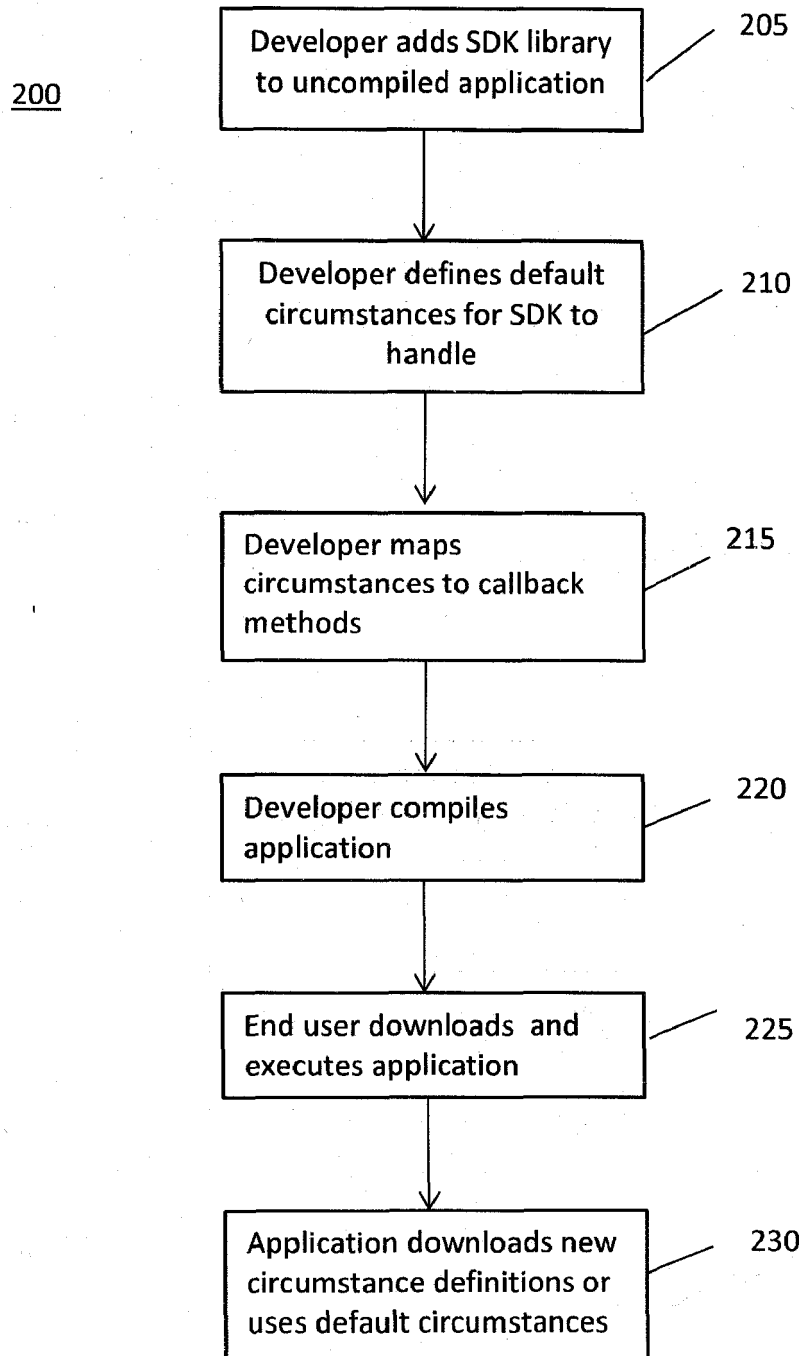 200
Developer adds SDK library
to uncompiled application
205
Developer defines default
circumstances for SDK to
handle
210
Developer maps
circumstances to callback
methods
215
Developer compiles
application
220
End user downloads and
executes application
225
Application downloads new
circumstance definitions or
uses default circumstances
230